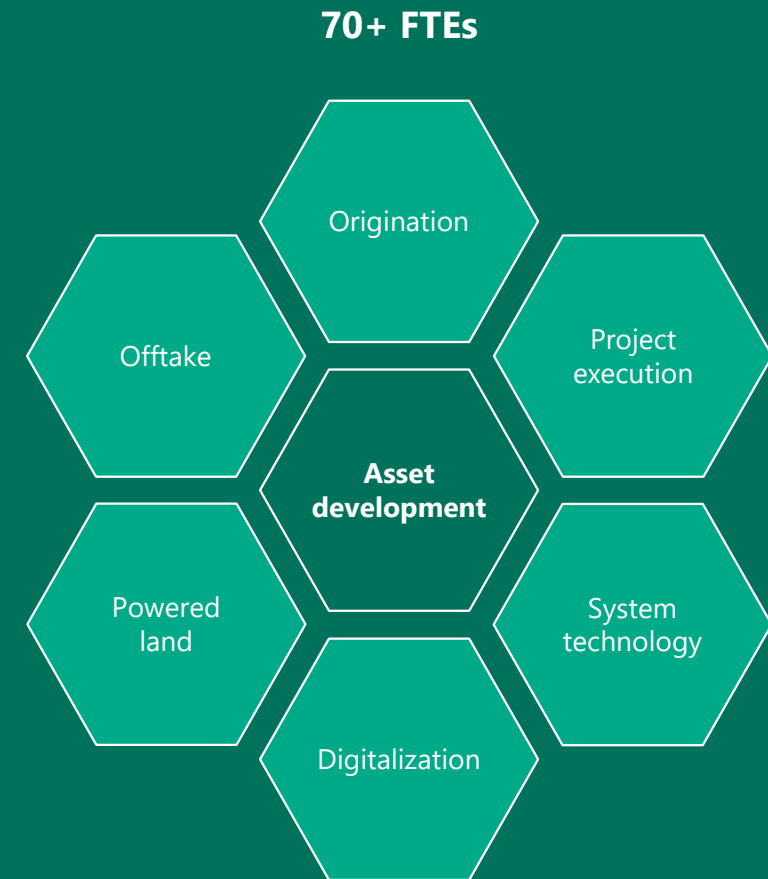 70+ FTEs
Origination
Offtake
Project
execution
Asset
development
Powered
land
System
technology
Digitalization